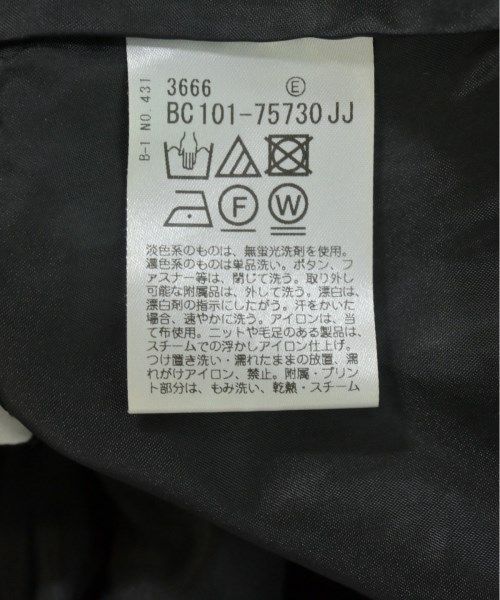 3666 Ⓔ
BC101-75730JJ
B-1 NO.431
Ⓕ Ⓦ
淡色系のものは、無蛍光洗剤を使用。
濃色系のものは単品洗い。ボタン、フ
ァスナー等は、閉じて洗う。取り外し
可能な附属品は、外して洗う。漂白は、
漂白剤の指示にしたがう。汗をかいた
場合、速やかに洗う。アイロンは、当
て布使用。ニットや毛足のある製品は、
スチームでの浮かしアイロン仕上げ。
つけ置き洗い・濡れたままの放置、濡
れがけアイロン、禁止。附属・プリン
ト部分は、もみ洗い、乾熱・スチーム